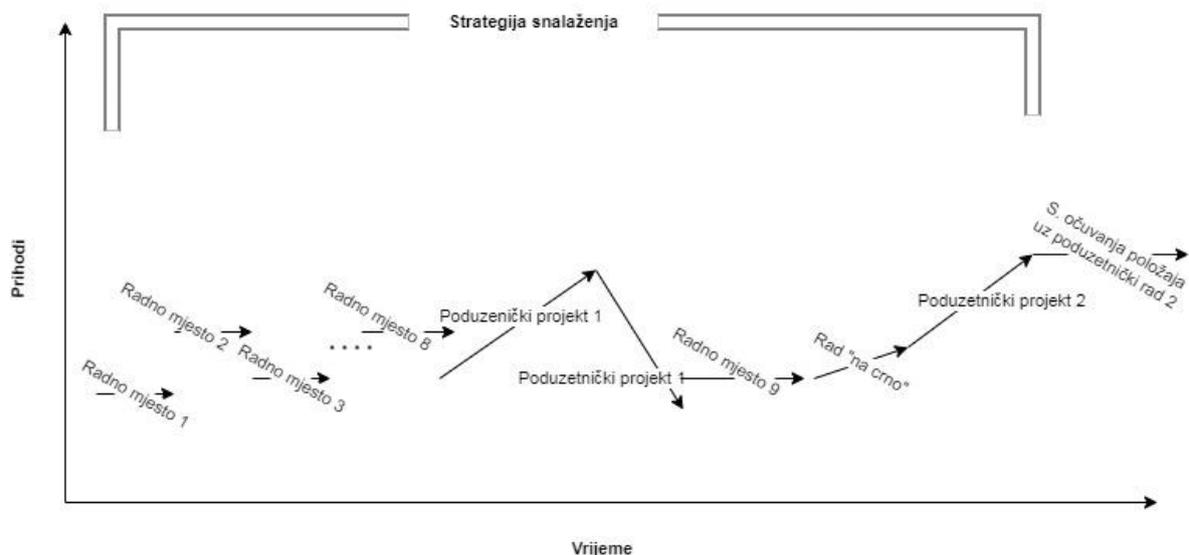 Strategija snalaženja
Prihodi
Radno mjesto 1
Radno mjesto 2
Radno mjesto 3
....
Radno mjesto 8
Poduzenički projekt 1
Poduzetnički projekt 1
Radno mjesto 9
Rad "na crno"
Poduzetnički projekt 2
S. očuvanja položaja
uz poduzetnički rad 2
Vrijeme